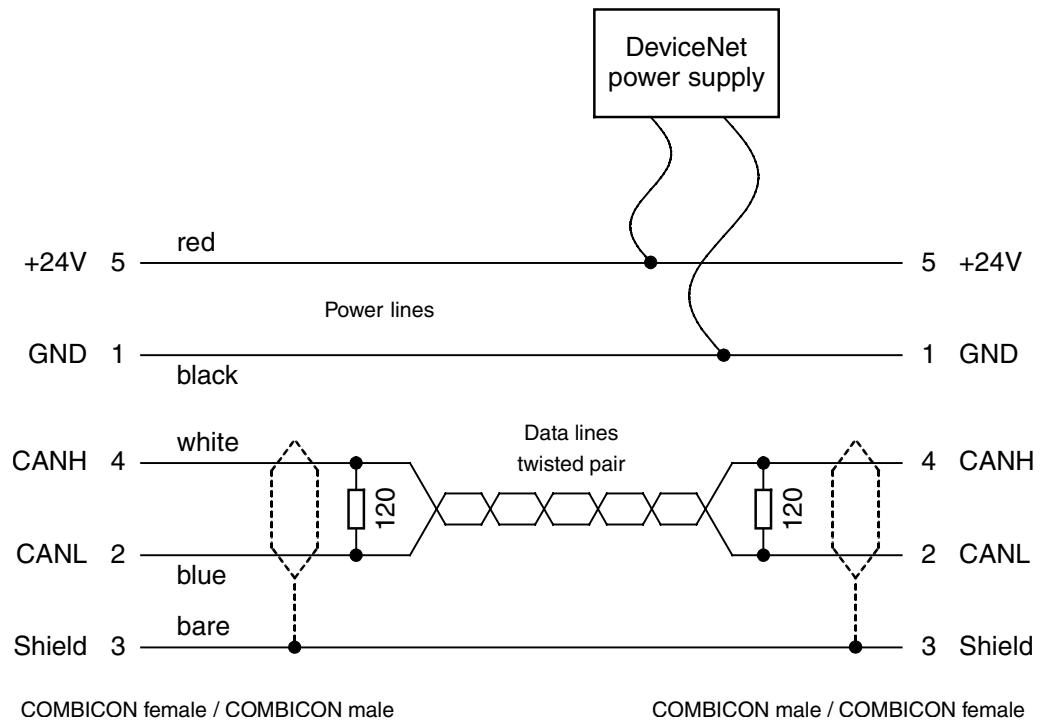 DeviceNet
power supply
red
+24V 5 5 +24V
Power lines
GND 1 1 GND
black
white
Data lines
CANH 4 4 CANH
twisted pair
120 120
CANL 2 2 CANL
blue
bare
Shield 3 3 Shield
COMBICON female / COMBICON male COMBICON male / COMBICON female